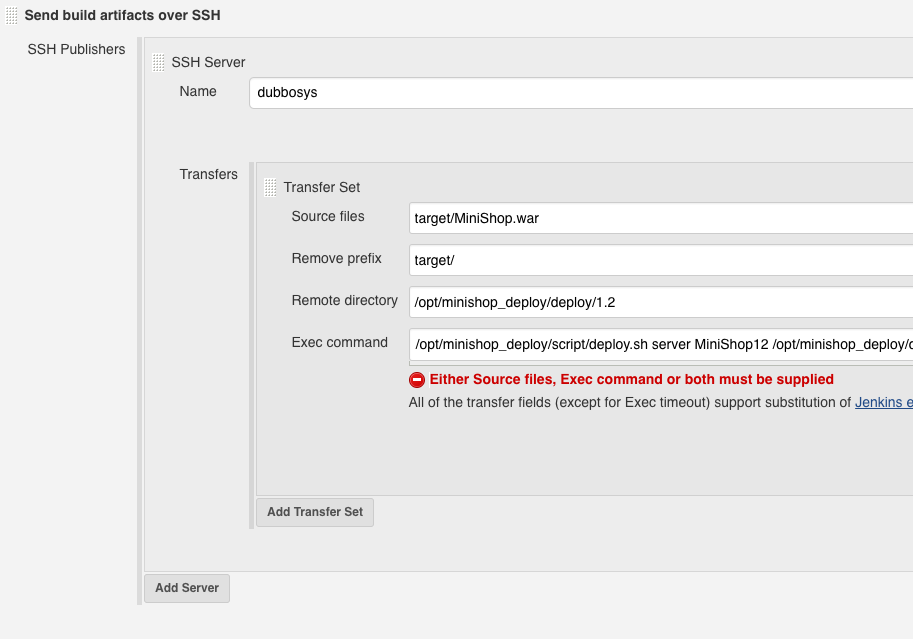 Send build artifacts over SSH
SSH Publishers
SSH Server
Name
dubbosys
Transfers
Transfer Set
Source files
target/MiniShop.war
Remove prefix
target/
Remote directory
/opt/minishop_deploy/deploy/1.2
Exec command
/opt/minishop_deploy/script/deploy.sh server MiniShop12 /opt/minishop_deploy/
Either Source files, Exec command or both must be supplied
All of the transfer fields (except for Exec timeout) support substitution of Jenkins e
Add Transfer Set
Add Server